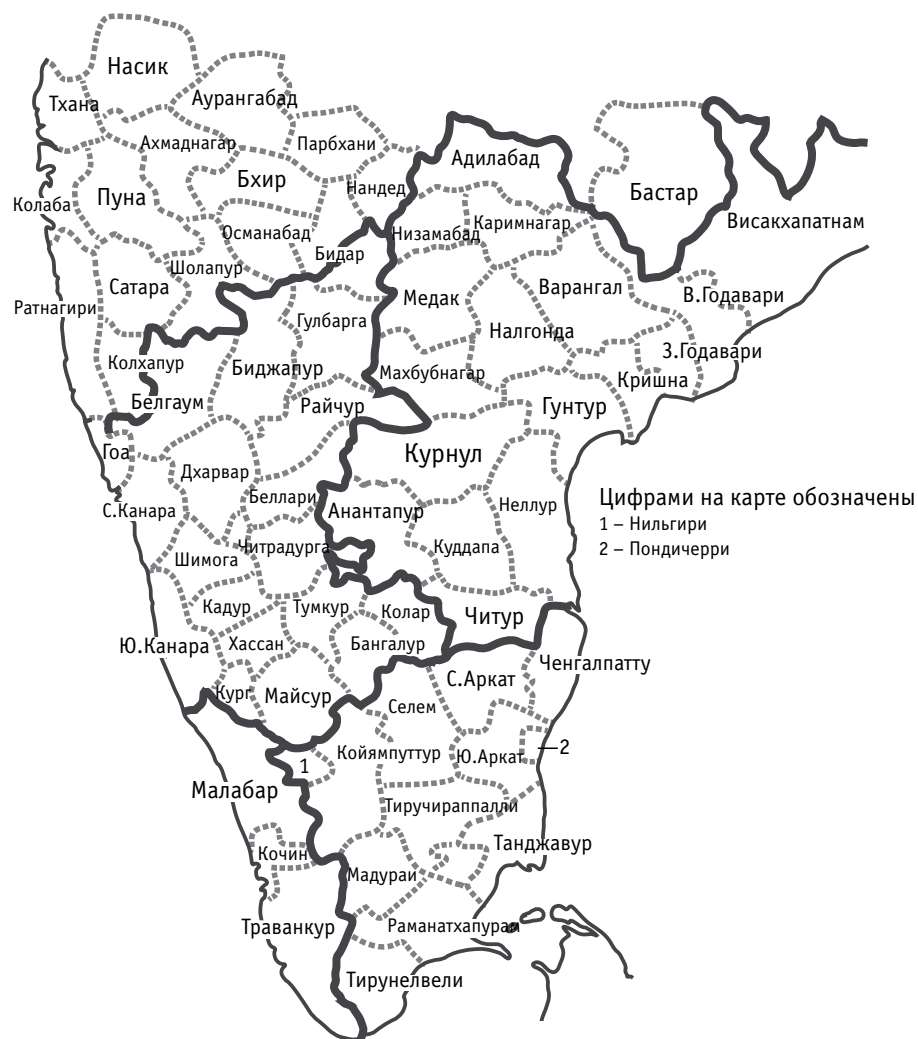 Насик
Тхана
Аурангабад
Ахмаднагар
Парбхани
Адилабад
Бхир
Нандед
Бастар
Пуна
Колаба
Висакхапатнам
Османабад
Низамабад
Каримнагар
Бидар
Шолапур
Сатара
Варангал
В.Годавари
Медак
Ратнагири
Гулбарга
Налгонда
З.Годавари
Колхапур
Биджапур
Махбубнагар
Кришна
Белгаум
Райчур
Гунтур
Гоа
Курнул
Дхарвар
Беллари
Неллур
Цифрами на карте обозначены
С.Канара
Анантапур
1 – Нильгири
Читрадурга
Куддапа
2 – Пондичерри
Шимога
Кадур
Тумкур
Колар
Читур
Ю.Канара
Хассан
Бангалур
Ченгалпатту
Кург
Майсур
С.Аркат
Селем
1
Койямпуттур
Ю.Аркат
2
Малабар
Тиручираппалли
Танджавур
Кочин
Мадураи
Траванкур
Раманатхапурам
Тирунелвели